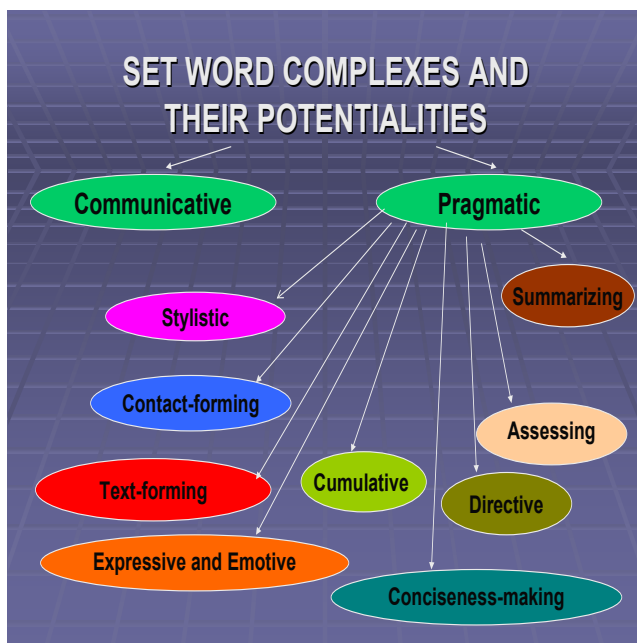 SET WORD COMPLEXES AND
THEIR POTENTIALITIES
Communicative
Pragmatic
Summarizing
Stylistic
Contact-forming
Assessing
Text-forming
Cumulative
Directive
Expressive and Emotive
Conciseness-making